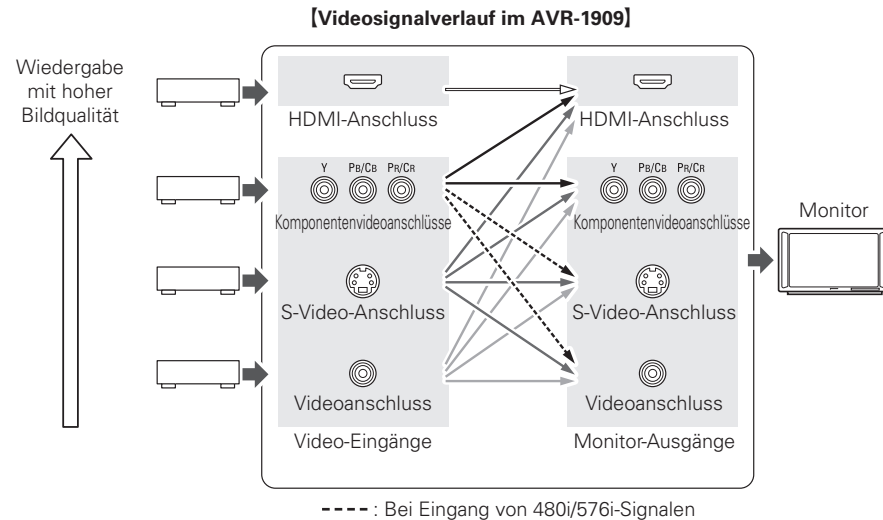 【Videosignalverlauf im AVR-1909】
Wiedergabe
mit hoher
Bildqualität
HDMI-Anschluss
HDMI-Anschluss
Y PB/CB PR/CR
Komponentenvideoanschlüsse
Y PB/CB PR/CR
Komponentenvideoanschlüsse
Monitor
S-Video-Anschluss
S-Video-Anschluss
Videoanschluss
Videoanschluss
Video-Eingänge
Monitor-Ausgänge
: Bei Eingang von 480i/576i-Signalen